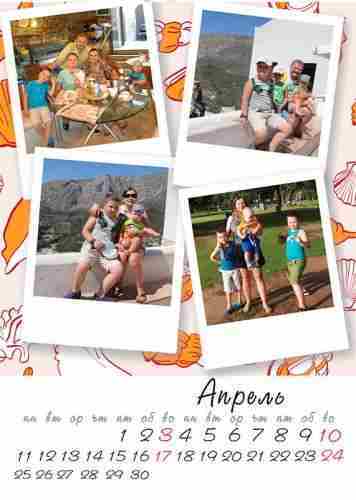 Апрель
пн вт ср чт пт сб во пн вт ср чт пт сб во
1 2 3 4 5 6 7 8 9 10
11 12 13 14 15 16 17 18 19 20 21 22 23 24
25 26 27 28 29 30